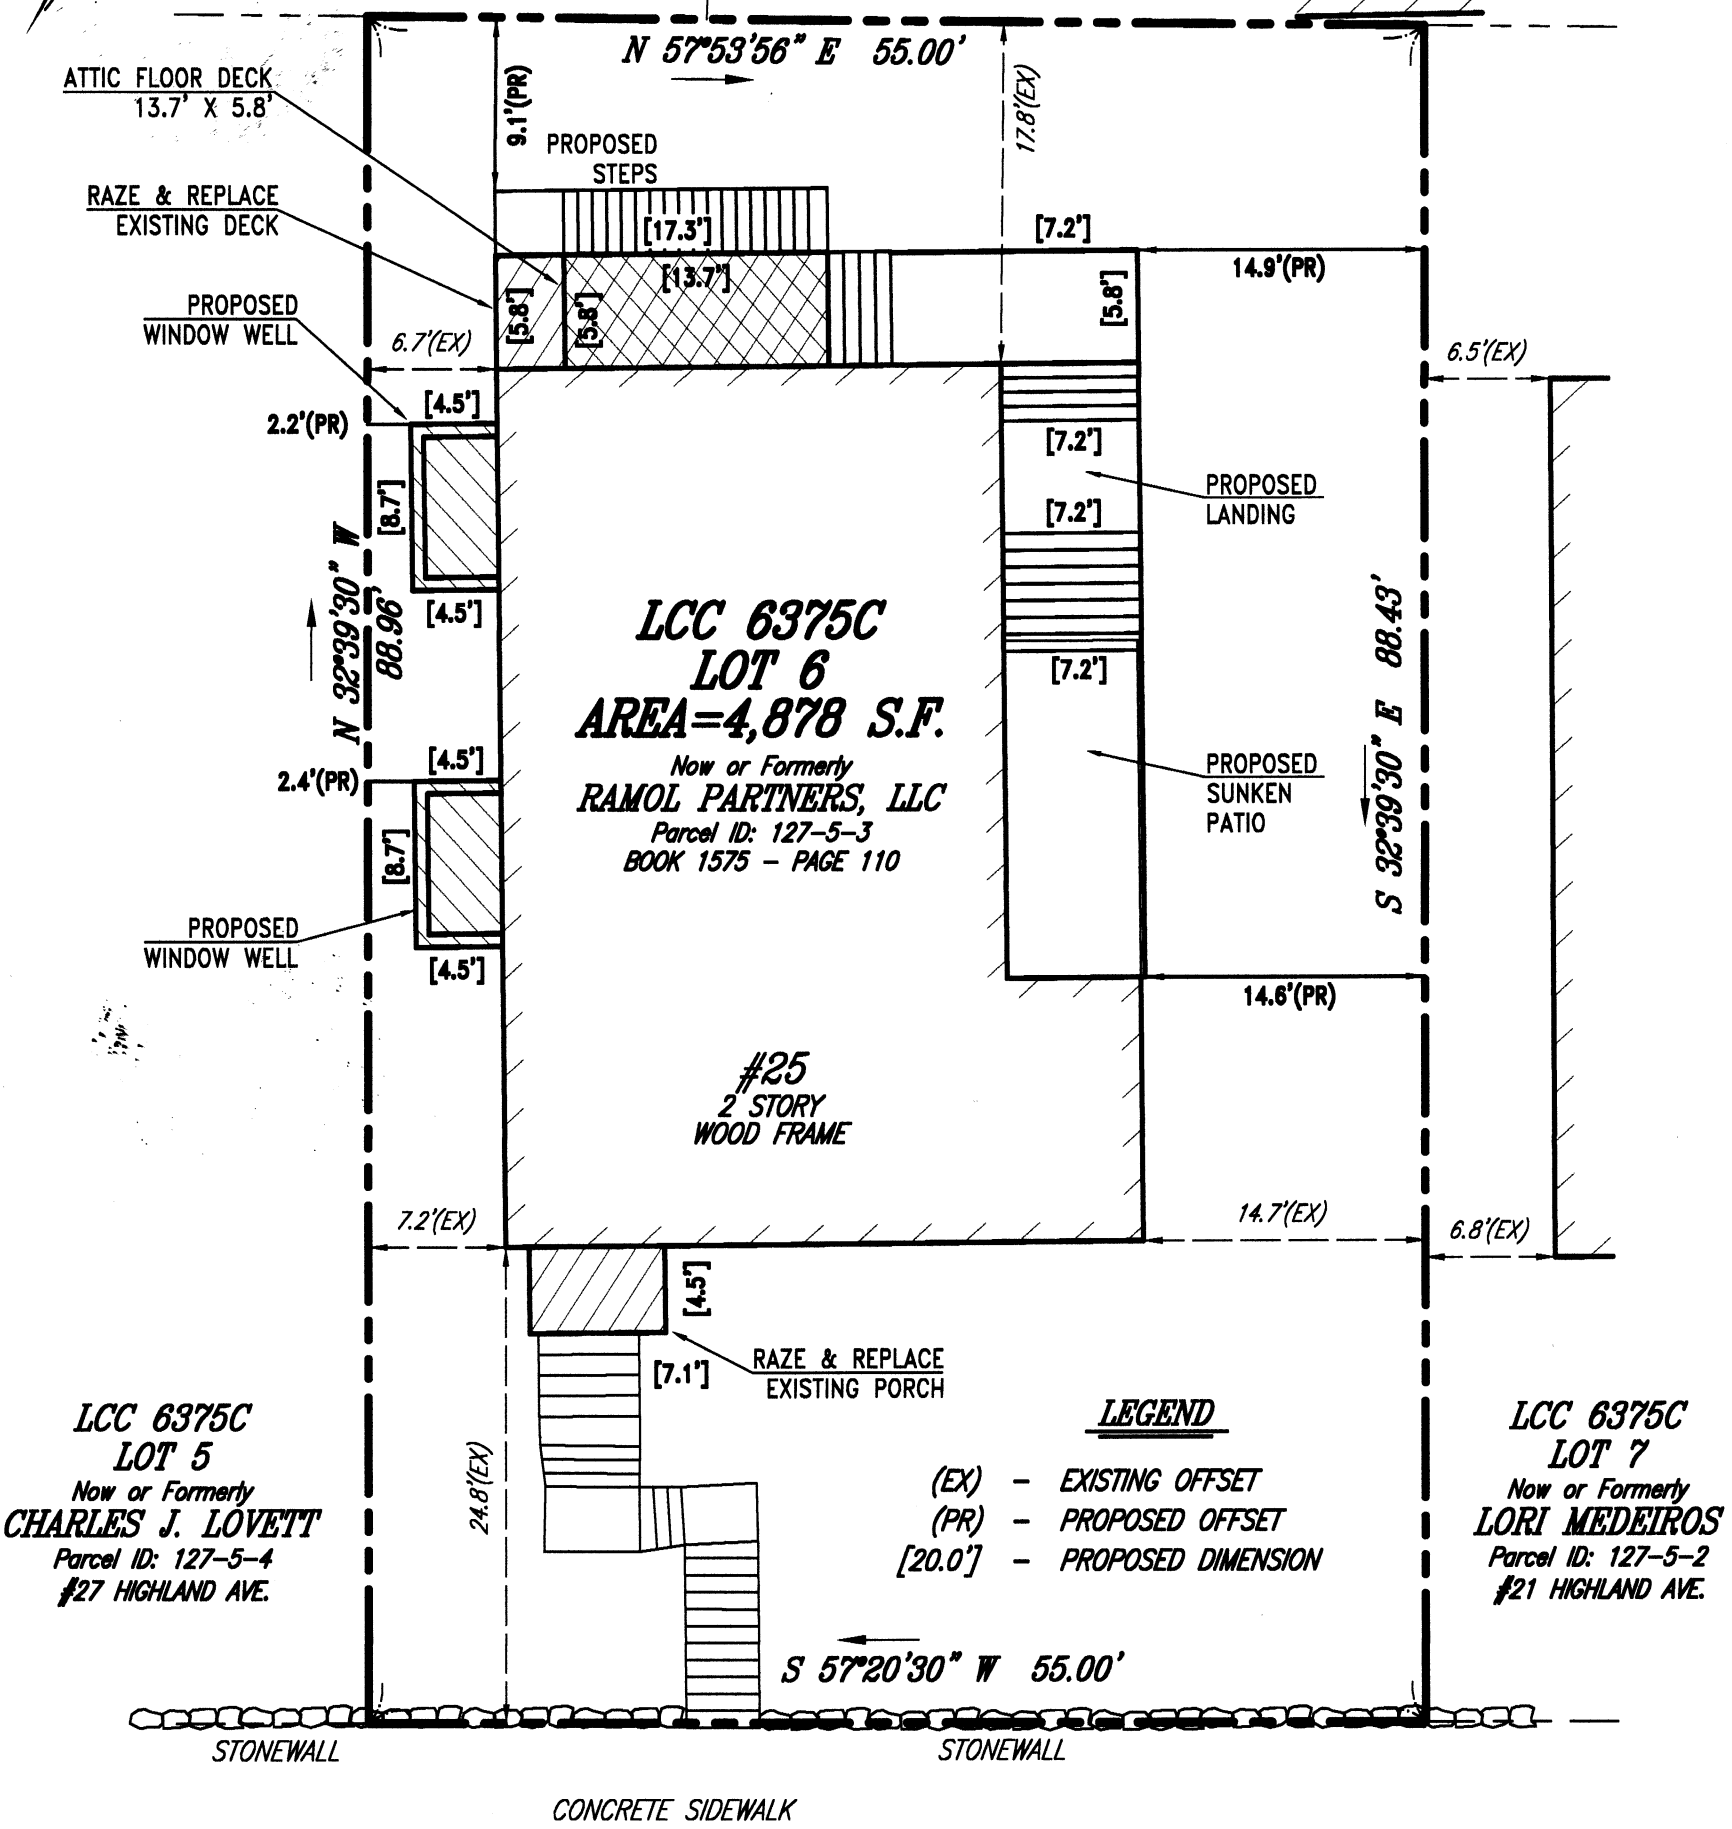 N 57°53'56" E 55.00'
ATTIC FLOOR DECK
13.7' X 5.8'
9.1'(PR)
17.8'(EX)
PROPOSED
STEPS
RAZE & REPLACE
EXISTING DECK
[17.3']
[7.2']
[13.7']
14.9'(PR)
[5.8']
[5.8']
[5.8']
PROPOSED
WINDOW WELL
6.7'(EX)
6.5'(EX)
[4.5']
2.2'(PR)
[7.2']
[8.7']
PROPOSED
LANDING
[7.2']
N 32°39'30" W
88.96'
[4.5']
LCC 6375C
LOT 6
AREA=4,878 S.F.
Now or Formerly
RAMOL PARTNERS, LLC
Parcel ID: 127-5-3
BOOK 1575 - PAGE 110
[7.2']
S 32°39'30" E 88.43'
[4.5']
2.4'(PR)
PROPOSED
SUNKEN
PATIO
[8.7']
PROPOSED
WINDOW WELL
[4.5']
14.6'(PR)
#25
2 STORY
WOOD FRAME
7.2'(EX)
14.7'(EX)
6.8'(EX)
[4.5']
RAZE & REPLACE
EXISTING PORCH
[7.1']
24.8'(EX)
LCC 6375C
LOT 5
Now or Formerly
CHARLES J. LOVETT
Parcel ID: 127-5-4
#27 HIGHLAND AVE.
LEGEND
(EX) - EXISTING OFFSET
(PR) - PROPOSED OFFSET
[20.0'] - PROPOSED DIMENSION
LCC 6375C
LOT 7
Now or Formerly
LORI MEDEIROS
Parcel ID: 127-5-2
#21 HIGHLAND AVE.
S 57°20'30" W 55.00'
STONEWALL
STONEWALL
CONCRETE SIDEWALK